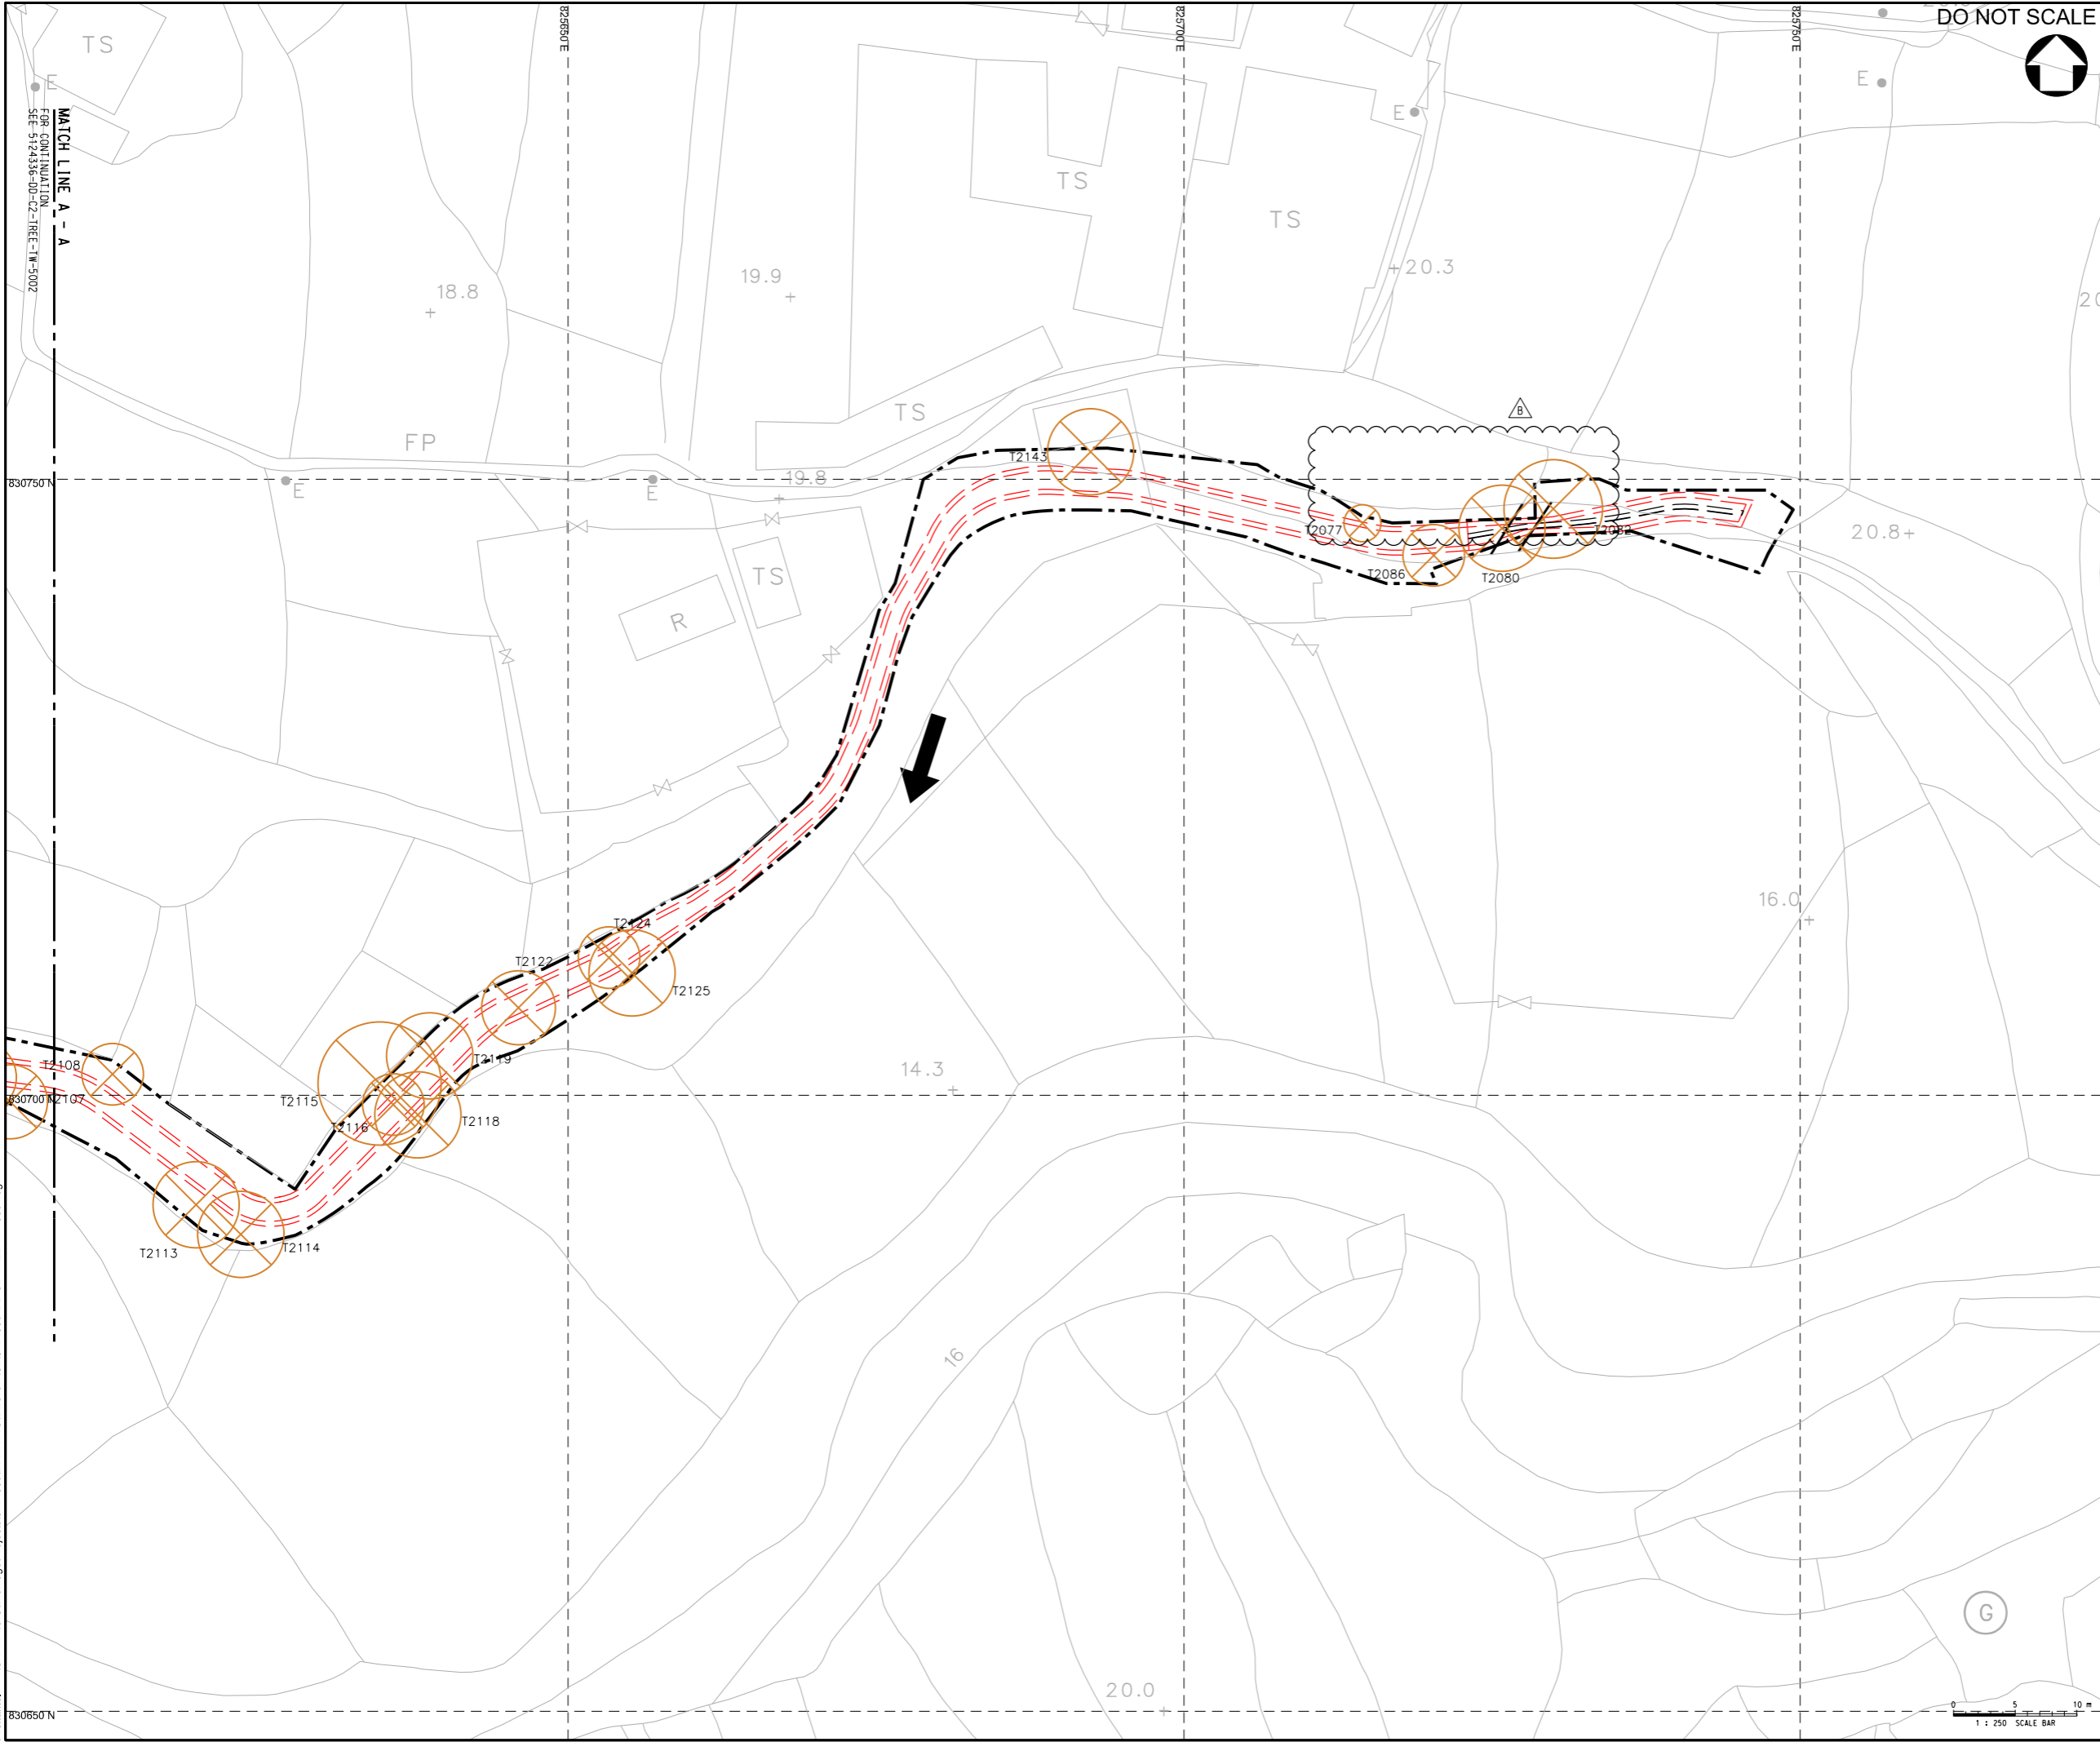 DO NOT SCALE
825650 E
825700 E
825750 E
TS
E
E
E
MATCH LINE A - A
FOR CONTINUATION
SEE 5124336-DD-C2-TREE-TW-5002
TS
TS
20.3
18.8
19.9
TS
B
FP
T2143
830750 N
19.8
E
E
T2077
T2082
20.8
T2086
T2080
TS
R
16.0
T2124
T2122
T2125
T2108
T2119
14.3
T2107
830700 N
T2115
T2116
T2118
T2113
T2114
16
G
20.0
830650 N
0 5 10 m
1 : 250 SCALE BAR